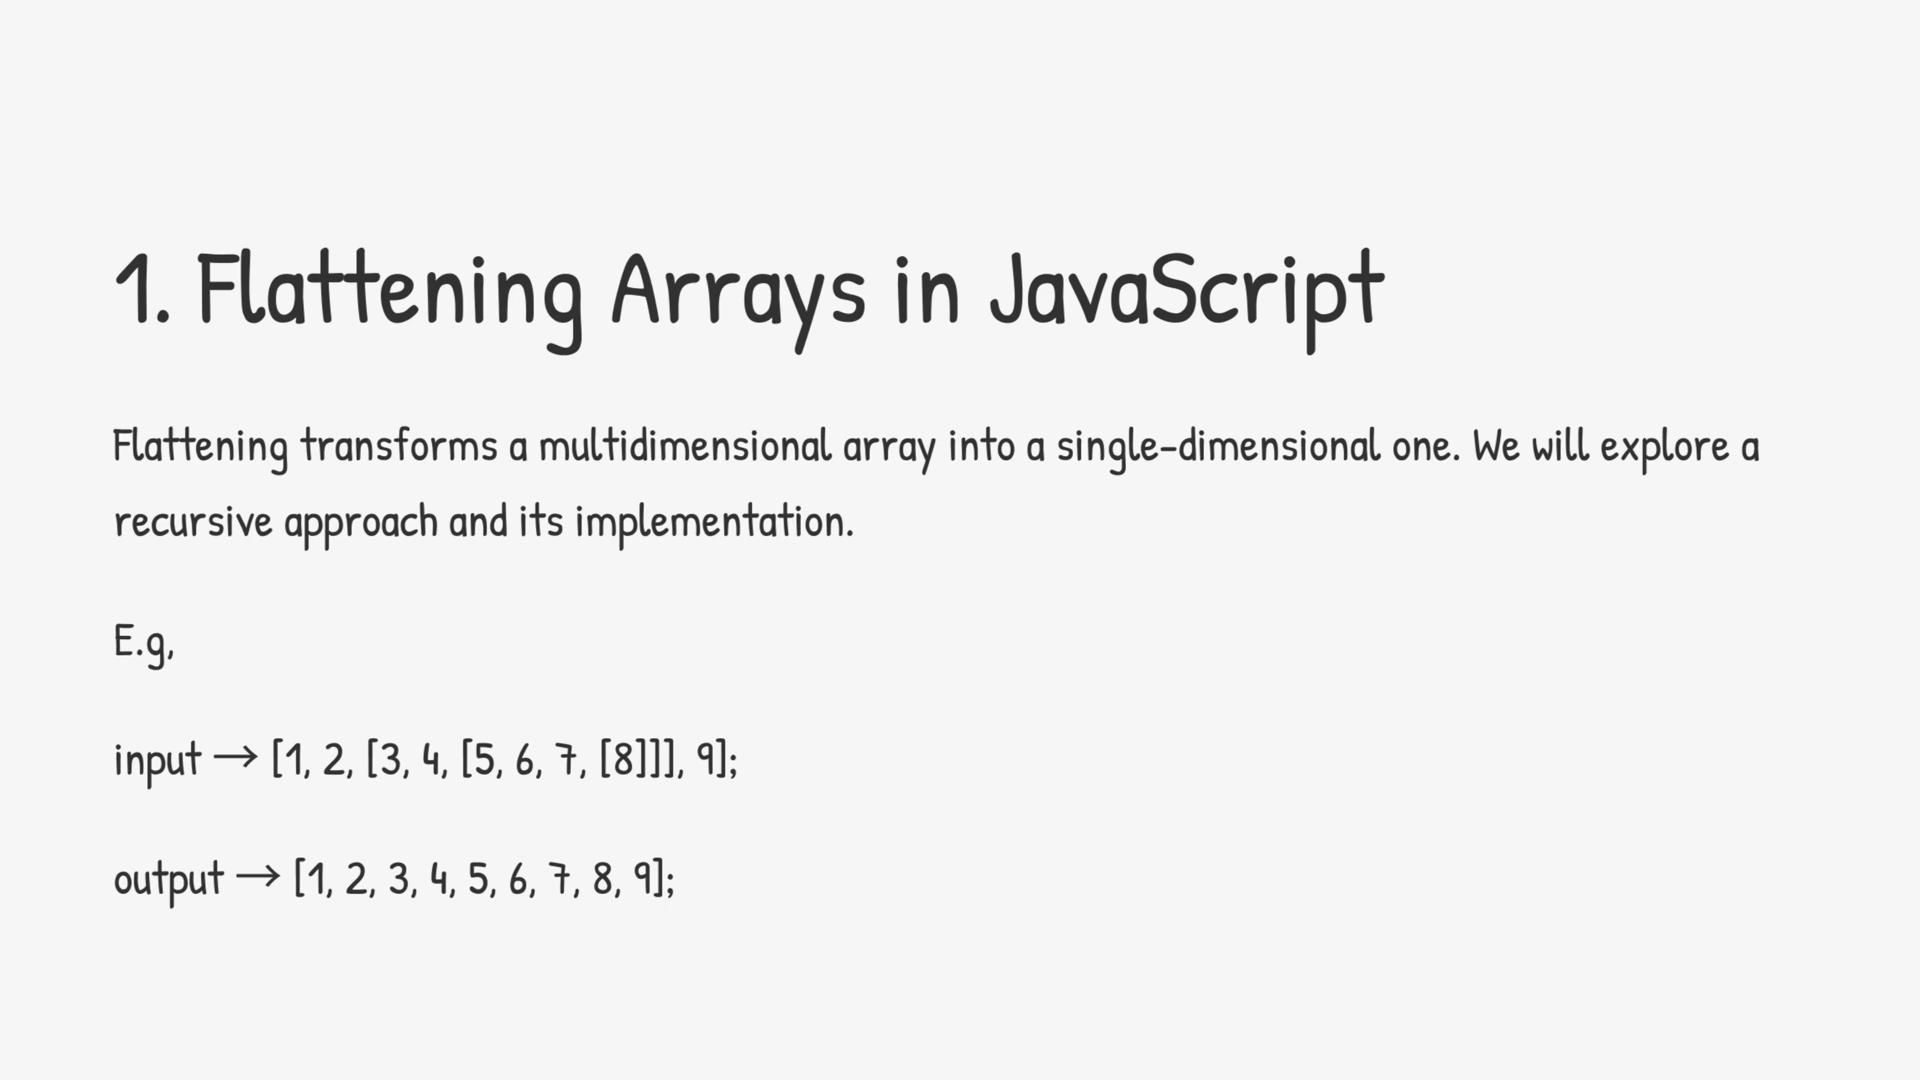 1. Flattening Arrays in JavaScript
Flattening transforms a multidimensional array into a single-dimensional one. We will explore a
recursive approach and its implementation.
E.g,
input → [1, 2, [3, 4, [5, 6, 7, [8]]], 9];
output → [1, 2, 3, 4, 5, 6, 7, 8, 9];